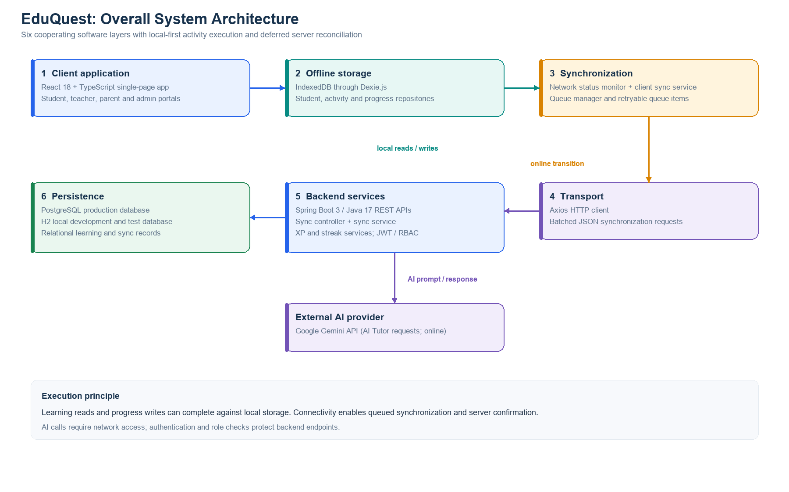 EduQuest: Overall System Architecture
Six cooperating software layers with local-first activity execution and deferred server reconciliation
1 Client application
React 18 + TypeScript single-page app
Student, teacher, parent and admin portals
2 Offline storage
IndexedDB through Dexie.js
Student, activity and progress repositories
3 Synchronization
Network status monitor + client sync service
Queue manager and retryable queue items
local reads / writes
online transition
6 Persistence
PostgreSQL production database
H2 local development and test database
Relational learning and sync records
5 Backend services
Spring Boot 3 / Java 17 REST APIs
Sync controller + sync service
XP and streak services; JWT / RBAC
4 Transport
Axios HTTP client
Batched JSON synchronization requests
AI prompt / response
External AI provider
Google Gemini API (AI Tutor requests; online)
Execution principle
Learning reads and progress writes can complete against local storage. Connectivity enables queued synchronization and server confirmation.
AI calls require network access; authentication and role checks protect backend endpoints.